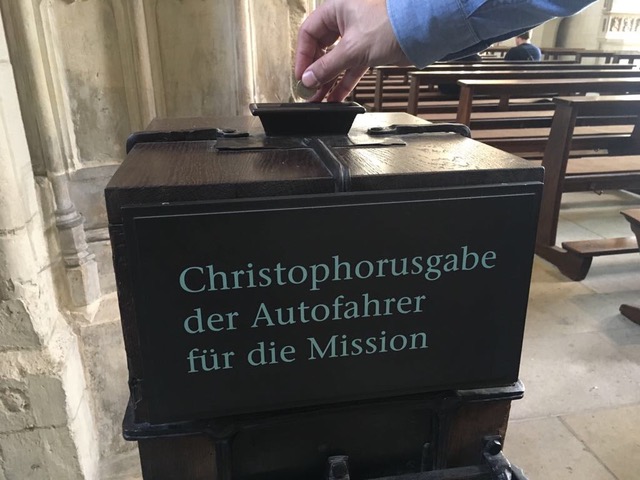 Christophorusgabe
der Autofahrer
für die Mission